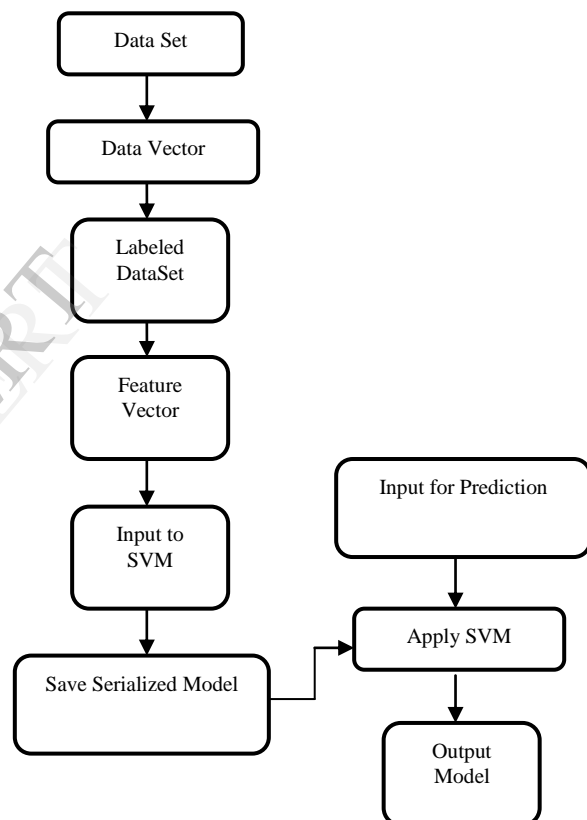 Data Set
Data Vector
Labeled
DataSet
Feature
Vector
Input to
SVM
Save Serialized Model
Input for Prediction
Apply SVM
Output
Model